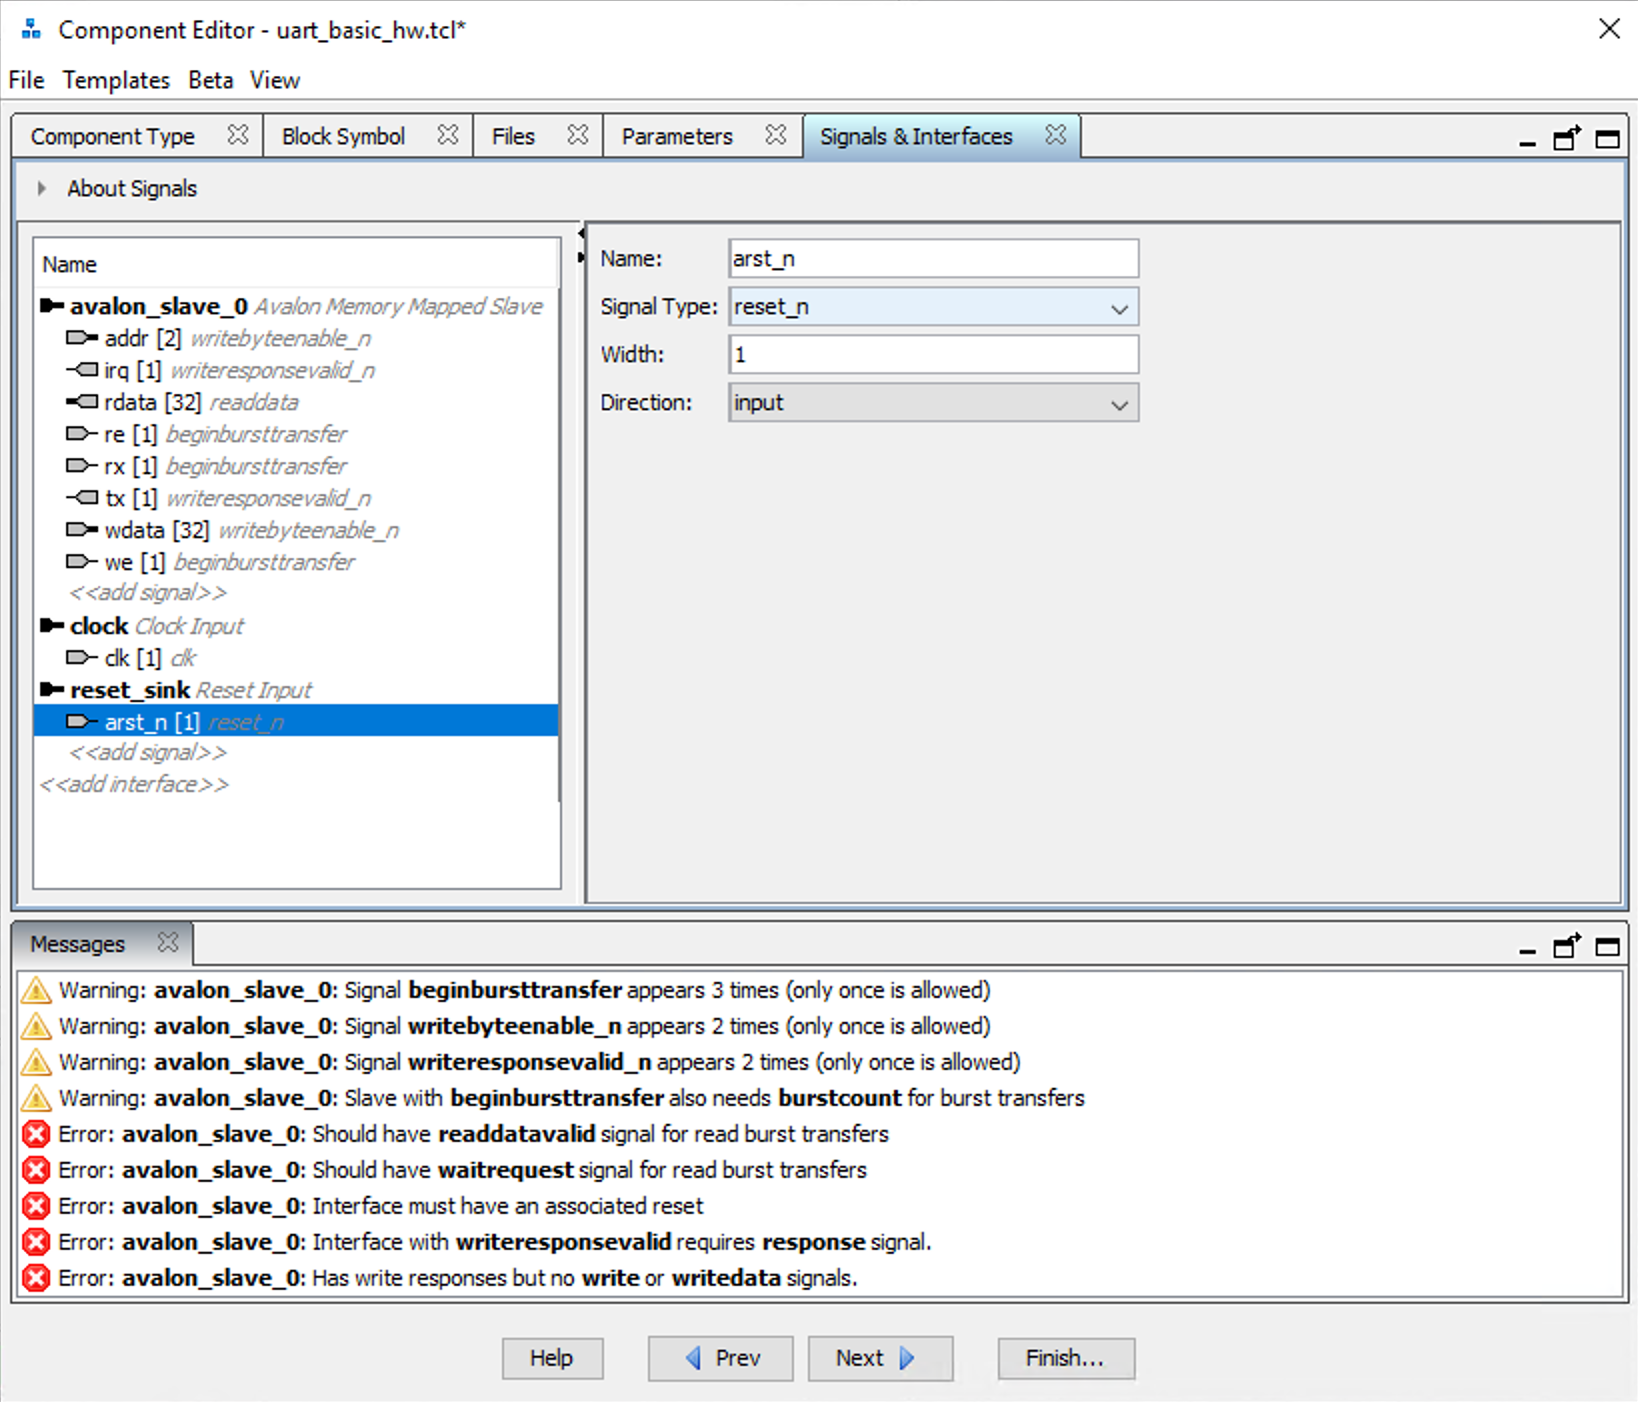 Component Editor - uart_basic_hw.tcl*
File Templates Beta View
Component Type Block Symbol Files Parameters Signals & Interfaces
About Signals
Name
avalon_slave_0 Avalon Memory Mapped Slave
addr [2] writebyteenable_n
irq [1] writeresponsevalid_n
rdata [32] readdata
re [1] beginbursttransfer
rx [1] beginbursttransfer
tx [1] writeresponsevalid_n
wdata [32] writebyteenable_n
we [1] beginbursttransfer
<<add signal>>
clock Clock Input
clk [1] clk
reset_sink Reset Input
arst_n [1] reset_n
<<add signal>>
<<add interface>>
Name: arst_n
Signal Type: reset_n
Width: 1
Direction: input
Messages
Warning: avalon_slave_0: Signal beginbursttransfer appears 3 times (only once is allowed)
Warning: avalon_slave_0: Signal writebyteenable_n appears 2 times (only once is allowed)
Warning: avalon_slave_0: Signal writeresponsevalid_n appears 2 times (only once is allowed)
Warning: avalon_slave_0: Slave with beginbursttransfer also needs burstcount for burst transfers
Error: avalon_slave_0: Should have readdatavalid signal for read burst transfers
Error: avalon_slave_0: Should have waitrequest signal for read burst transfers
Error: avalon_slave_0: Interface must have an associated reset
Error: avalon_slave_0: Interface with writeresponsevalid requires response signal.
Error: avalon_slave_0: Has write responses but no write or writedata signals.
Help Prev Next Finish...